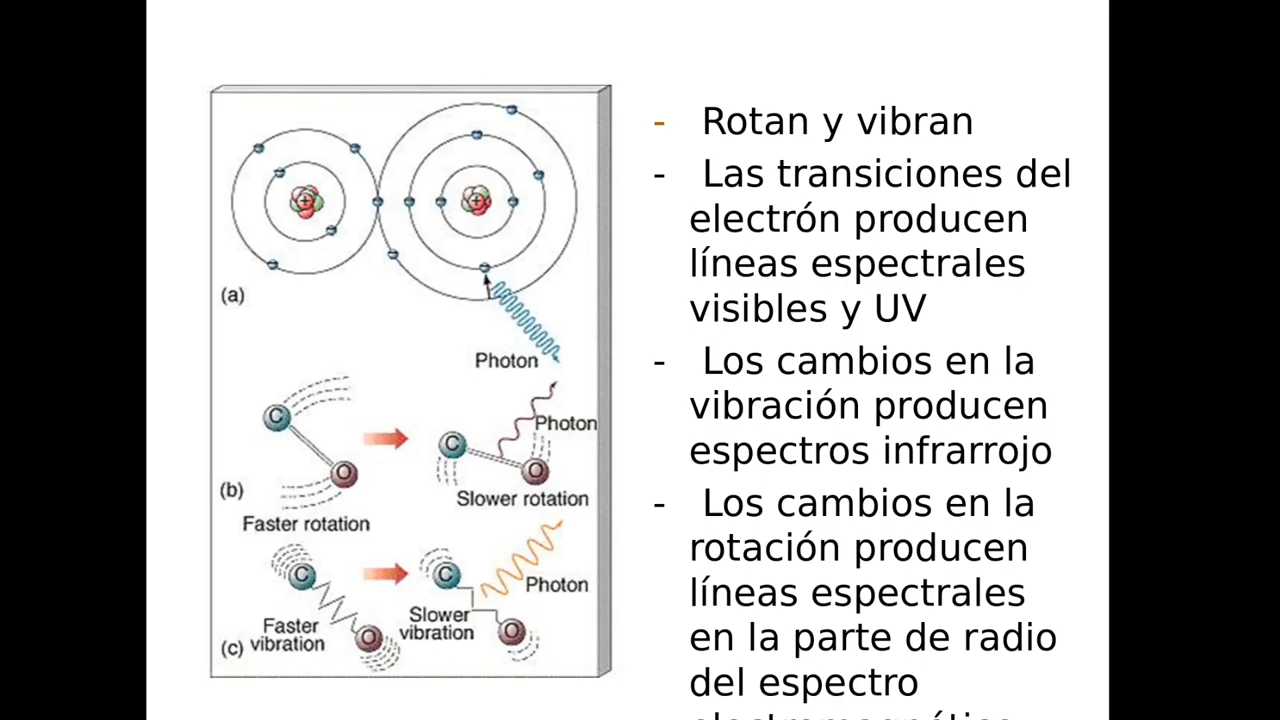 (a)
Photon
C
O
Faster rotation
(b)
C
O
Photon
Slower rotation
C
O
Faster
vibration
(c)
C
O
Slower
vibration
Photon
- Rotan y vibran
- Las transiciones del
electrón producen
líneas espectrales
visibles y UV
- Los cambios en la
vibración producen
espectros infrarrojo
- Los cambios en la
rotación producen
líneas espectrales
en la parte de radio
del espectro